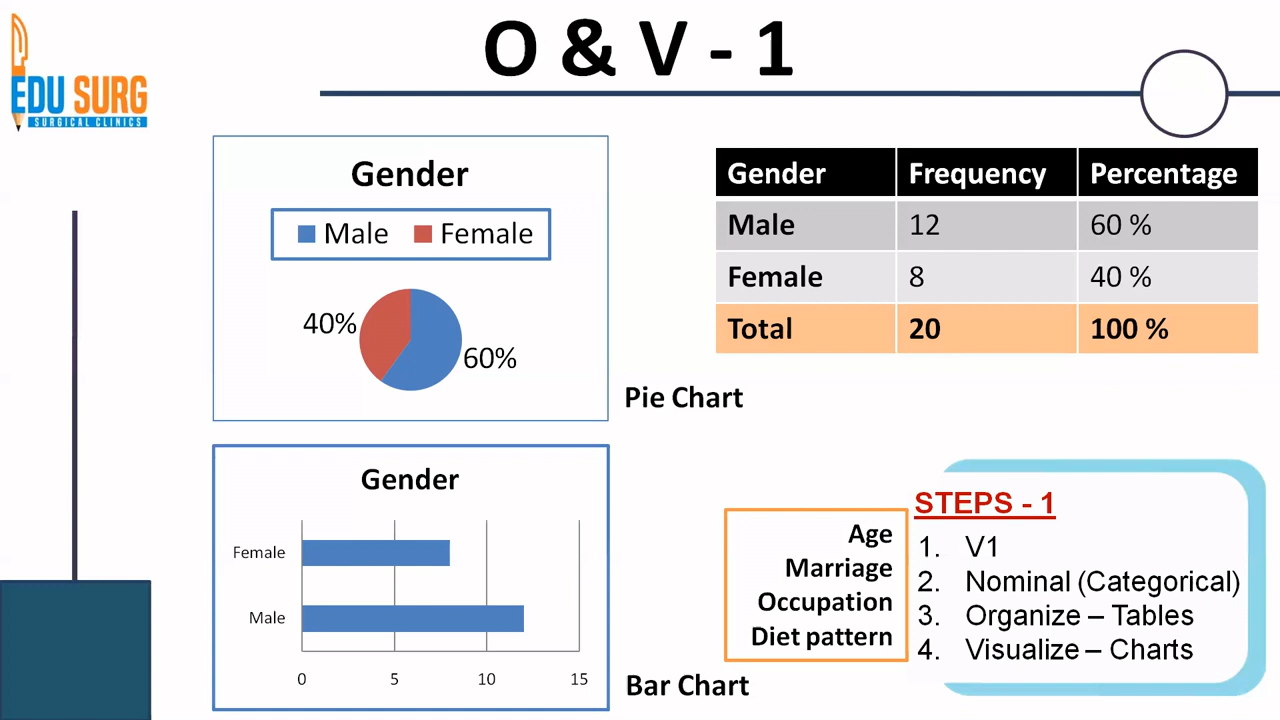 O & V - 1
EDU SURG
SURGICAL CLINICS
Gender
Male Female
40%
60%
Pie Chart
Gender Frequency Percentage
Male 12 60 %
Female 8 40 %
Total 20 100 %
Gender
Female
Male
0 5 10 15
Bar Chart
Age
Marriage
Occupation
Diet pattern
STEPS - 1
1. V1
2. Nominal (Categorical)
3. Organize – Tables
4. Visualize – Charts